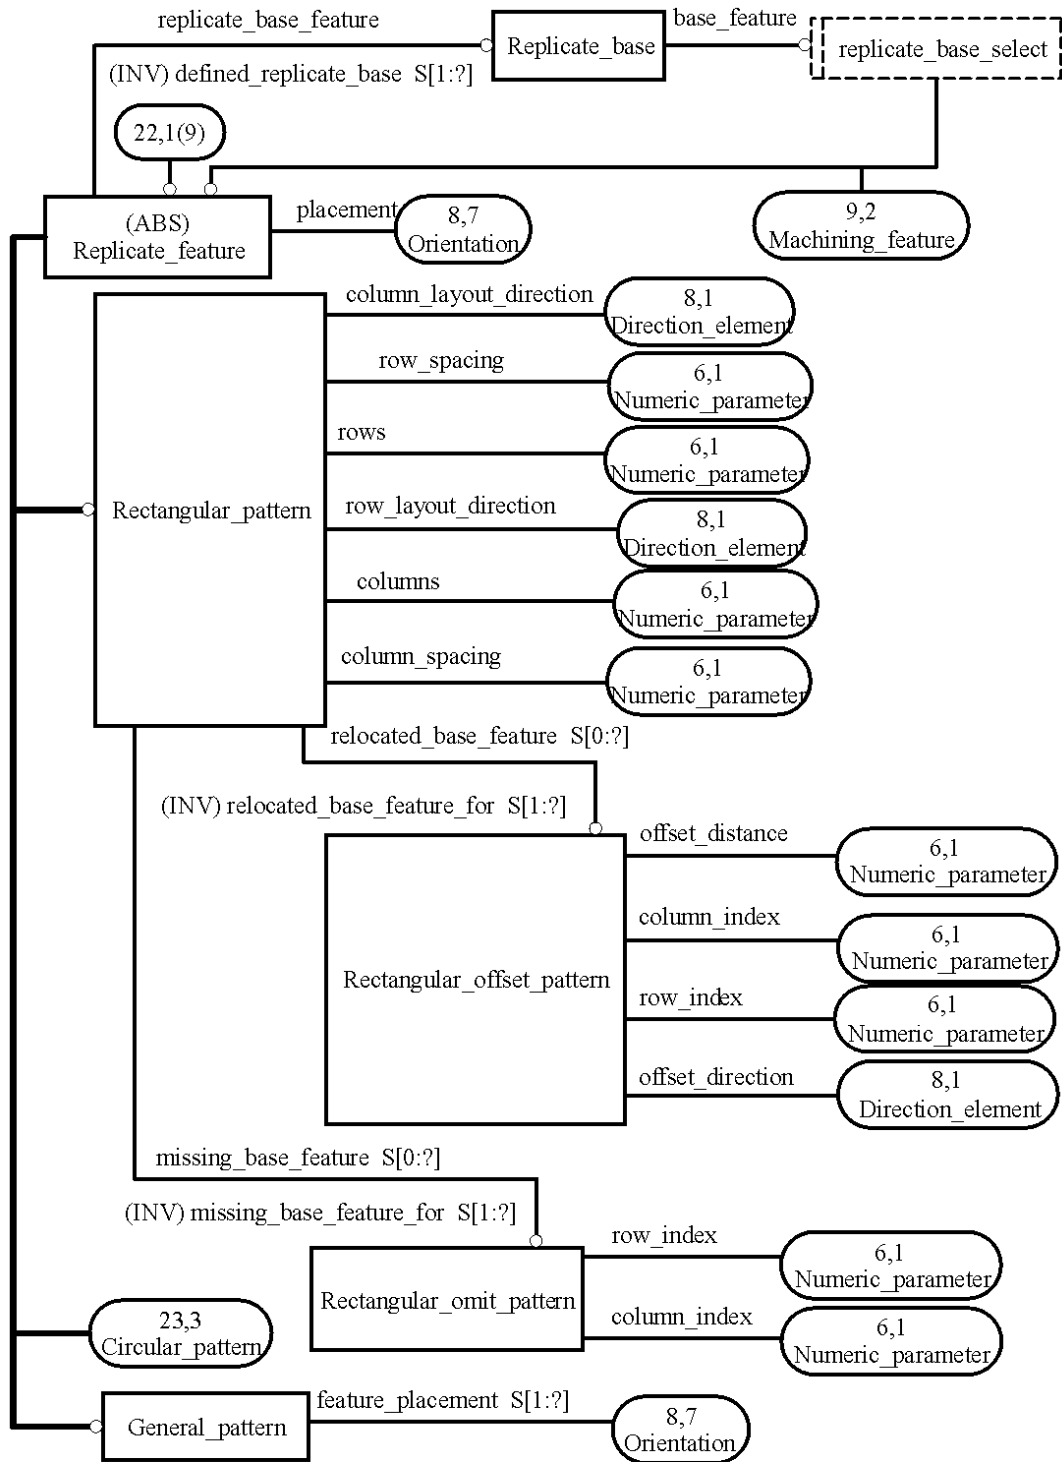 replicate_base_feature
base_feature
Replicate_base
replicate_base_select
(INV) defined_replicate_base S[1:?]
22,1(9)
(ABS)
Replicate_feature
placement
8,7
Orientation
9,2
Machining_feature
column_layout_direction
8,1
Direction_element
row_spacing
6,1
Numeric_parameter
rows
6,1
Numeric_parameter
Rectangular_pattern
row_layout_direction
8,1
Direction_element
columns
6,1
Numeric_parameter
column_spacing
6,1
Numeric_parameter
relocated_base_feature S[0:?]
(INV) relocated_base_feature_for S[1:?]
offset_distance
6,1
Numeric_parameter
column_index
6,1
Numeric_parameter
Rectangular_offset_pattern
row_index
6,1
Numeric_parameter
offset_direction
8,1
Direction_element
missing_base_feature S[0:?]
(INV) missing_base_feature_for S[1:?]
row_index
6,1
Numeric_parameter
Rectangular_omit_pattern
column_index
6,1
Numeric_parameter
23,3
Circular_pattern
feature_placement S[1:?]
General_pattern
8,7
Orientation